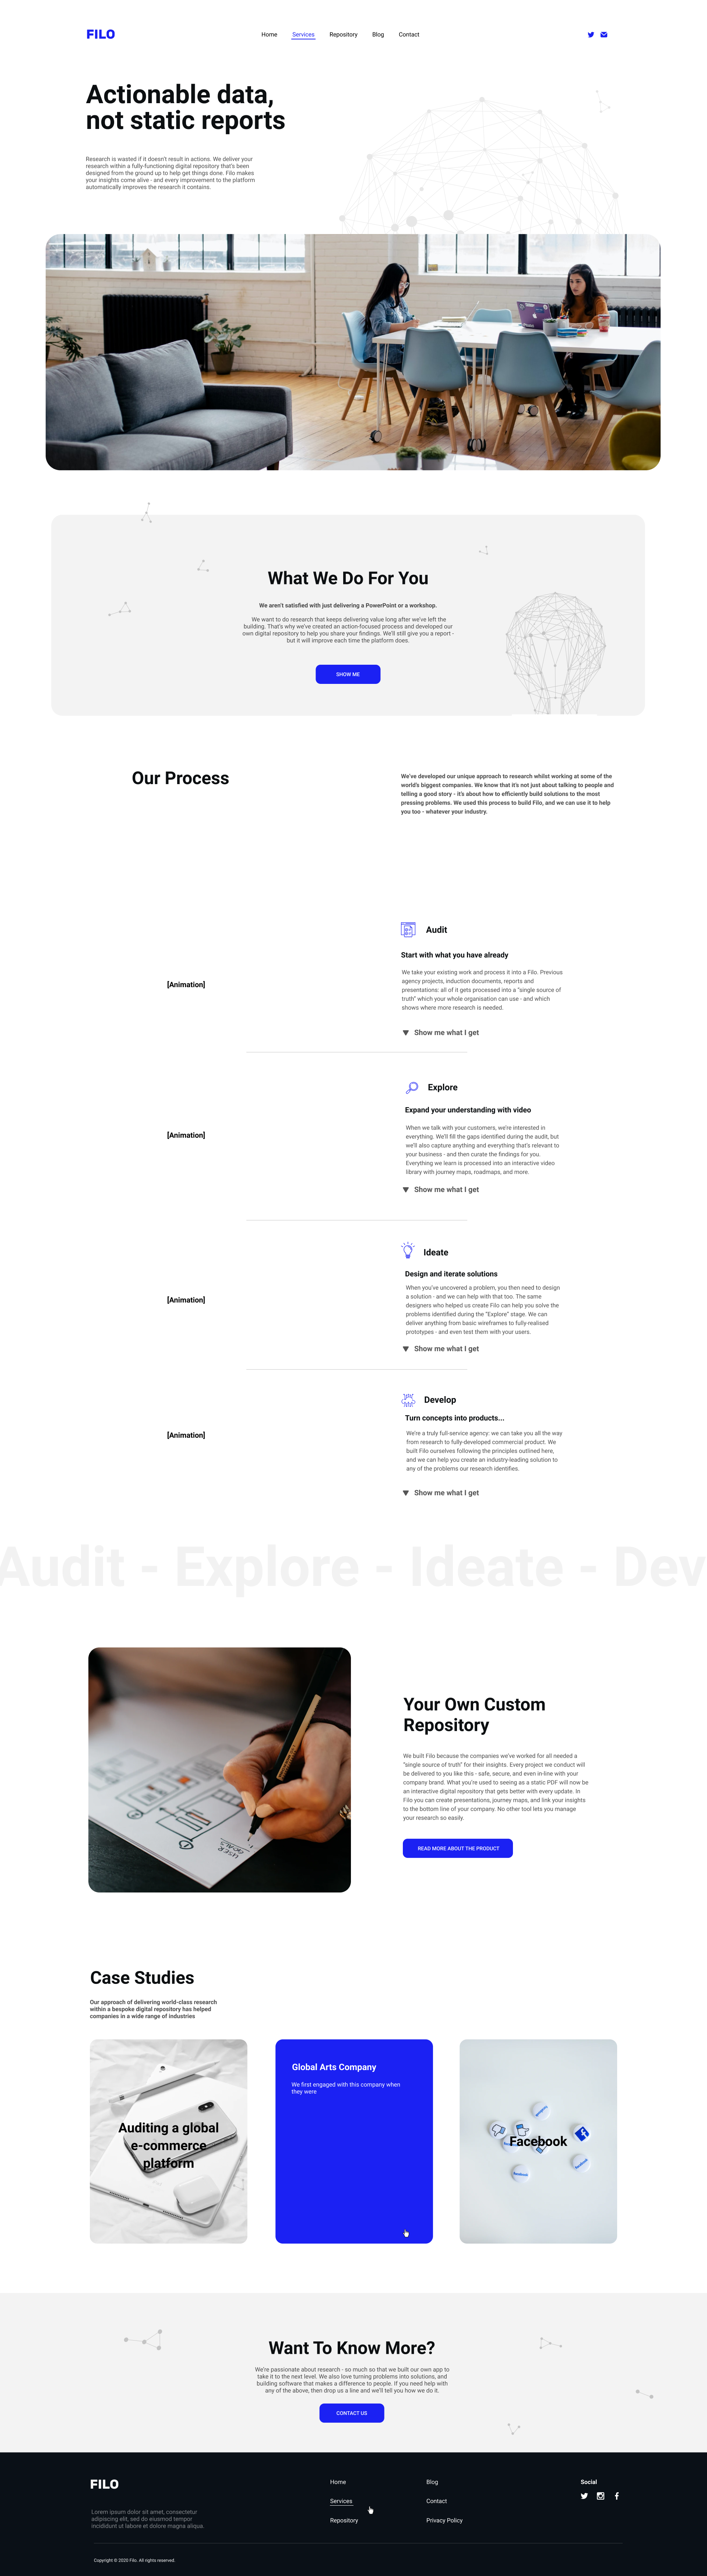 FILO
Home
Services
Repository
Blog
Contact
Actionable data,
not static reports
Research is wasted if it doesn't result in actions. We deliver your
research within a fully-functioning digital repository that's been
designed from the ground up to help get things done. Filo makes
your insights come alive - and every improvement to the platform
automatically improves the research it contains.
What We Do For You
We aren't satisfied with just delivering a PowerPoint or a workshop.
We want to do research that keeps delivering value long after we've left the
building. That's why we've created an action-focused process and developed our
own digital repository to help you share your findings. We'll still give you a report -
but it will improve each time the platform does.
SHOW ME
Our Process
We've developed our unique approach to research whilst working at some of the
world's biggest companies. We know that it's not just about talking to people and
telling a good story - it's about how to efficiently build solutions to the most
pressing problems. We used this process to build Filo, and we can use it to help
you too - whatever your industry.
Audit
Start with what you have already
[Animation]
We take your existing work and process it into a Filo. Previous
agency projects, induction documents, reports and
presentations: all of it gets processed into a "single source of
truth" which your whole organisation can use - and which
shows where more research is needed.
Show me what I get
Explore
Expand your understanding with video
[Animation]
When we talk with your customers, we're interested in
everything. We'll fill the gaps identified during the audit, but
we'll also capture anything and everything that's relevant to
your business - and then curate the findings for you.
Everything we learn is processed into an interactive video
library with journey maps, roadmaps, and more.
Show me what I get
Ideate
Design and iterate solutions
[Animation]
When you've uncovered a problem, you then need to design
a solution - and we can help with that too. The same
designers who helped us create Filo can help you solve the
problems identified during the "Explore" stage. We can
deliver anything from basic wireframes to fully-realised
prototypes - and even test them with your users.
Show me what I get
Develop
Turn concepts into products...
[Animation]
We're a truly full-service agency: we can take you all the way
from research to fully-developed commercial product. We
built Filo ourselves following the principles outlined here,
and we can help you create an industry-leading solution to
any of the problems our research identifies.
Show me what I get
Audit - Explore - Ideate - Dev
USER
GOALS
Your Own Custom
Repository
We built Filo because the companies we've worked for all needed a
"single source of truth" for their insights. Every project we conduct will
be delivered to you like this - safe, secure, and even in-line with your
company brand. What you're used to seeing as a static PDF will now be
an interactive digital repository that gets better with every update. In
Filo you can create presentations, journey maps, and link your insights
to the bottom line of your company. No other tool lets you manage
your research so easily.
READ MORE ABOUT THE PRODUCT
Case Studies
Our approach of delivering world-class research
within a bespoke digital repository has helped
companies in a wide range of industries
Auditing a global
e-commerce
platform
Global Arts Company
We first engaged with this company when
they were
Facebook
Want To Know More?
We're passionate about research - so much so that we built our own app to
take it to the next level. We also love turning problems into solutions, and
building software that makes a difference to people. If you need help with
any of the above, then drop us a line and we'll tell you how we do it.
CONTACT US
FILO
Lorem ipsum dolor sit amet, consectetur
adipiscing elit, sed do eiusmod tempor
incididunt ut labore et dolore magna aliqua.
Home
Services
Repository
Blog
Contact
Privacy Policy
Social
Copyright © 2020 Filo. All rights reserved.